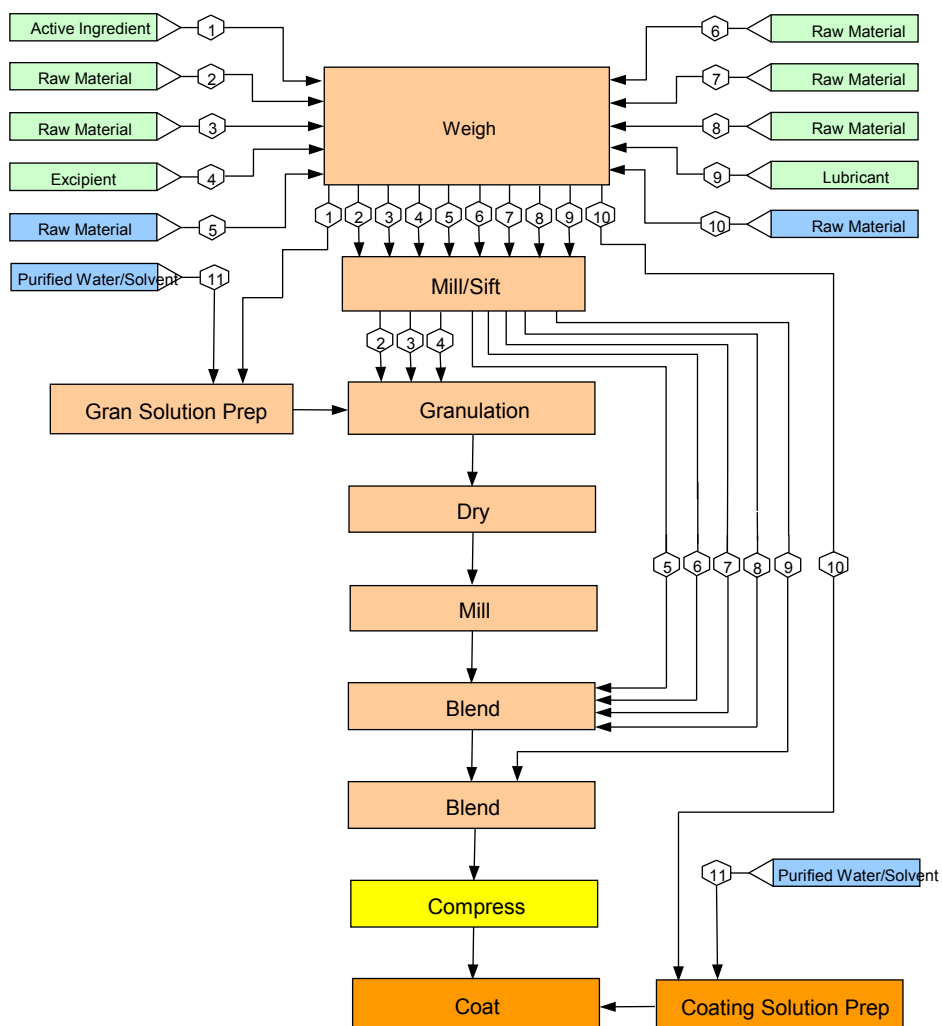 Active Ingredient
1
6
Raw Material
Raw Material
2
7
Raw Material
Raw Material
3
Weigh
8
Raw Material
Excipient
4
9
Lubricant
Raw Material
5
1
2
3
4
5
6
7
8
9
10
10
Raw Material
Purified Water/Solvent
11
Mill/Sift
2
3
4
Gran Solution Prep
Granulation
Dry
5
6
7
8
9
10
Mill
Blend
Blend
11
Purified Water/Solvent
Compress
Coat
Coating Solution Prep